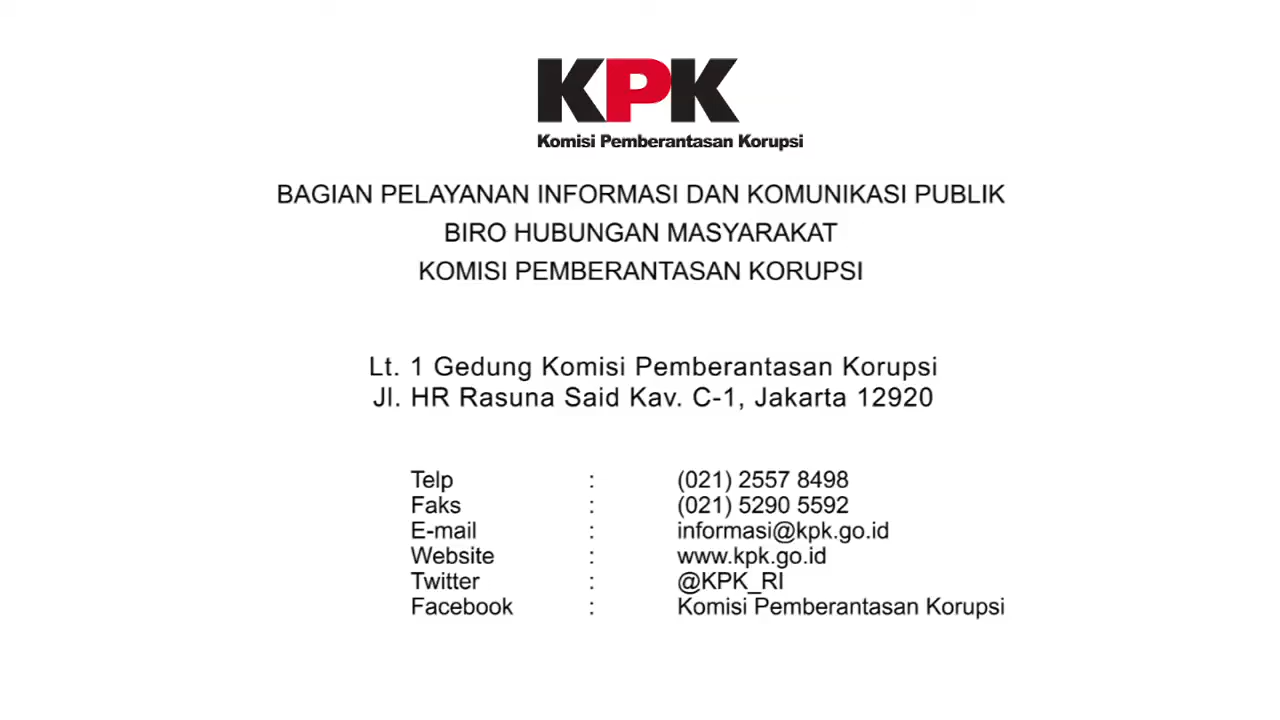 KPK
Komisi Pemberantasan Korupsi
BAGIAN PELAYANAN INFORMASI DAN KOMUNIKASI PUBLIK
BIRO HUBUNGAN MASYARAKAT
KOMISI PEMBERANTASAN KORUPSI
Lt. 1 Gedung Komisi Pemberantasan Korupsi
Jl. HR Rasuna Said Kav. C-1, Jakarta 12920
Telp : (021) 2557 8498
Faks : (021) 5290 5592
E-mail : informasi@kpk.go.id
Website : www.kpk.go.id
Twitter : @KPK_RI
Facebook : Komisi Pemberantasan Korupsi